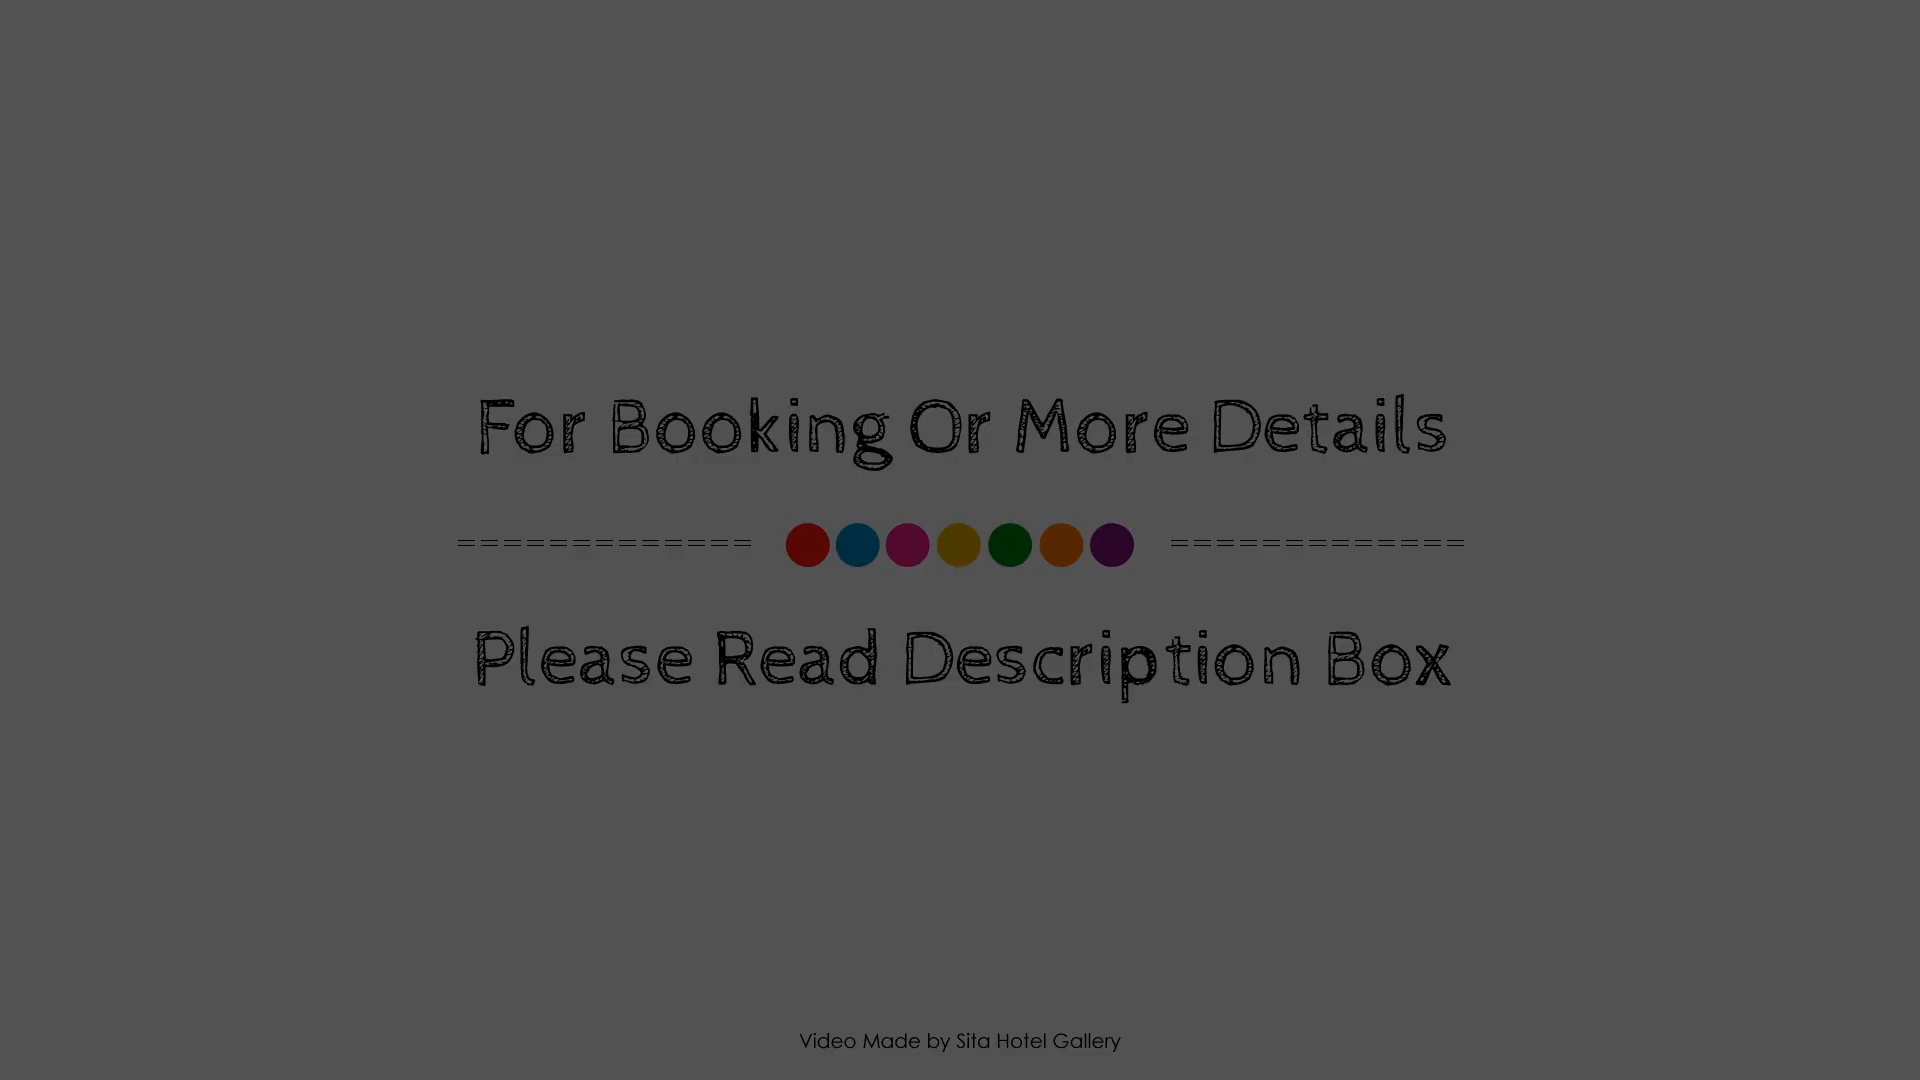 For Booking Or More Details
============= =============
Please Read Description Box
Video Made by Sita Hotel Gallery